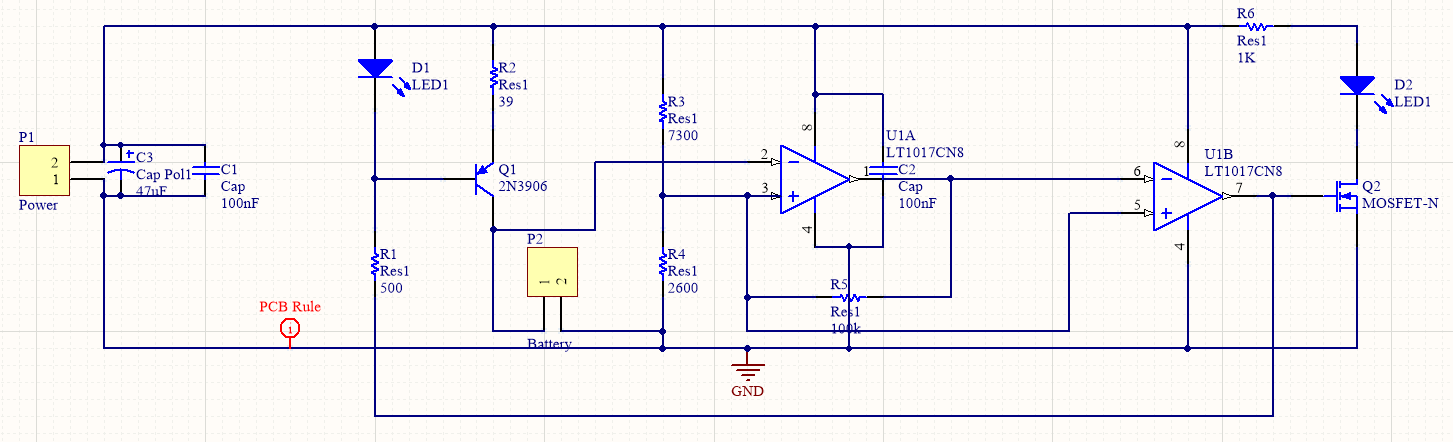 P1
2
1
Power
C3
Cap Pol1
47uF
C1
Cap
100nF
PCB Rule
i
D1
LED1
R1
Res1
500
R2
Res1
39
Q1
2N3906
P2
1
2
Battery
R3
Res1
7300
R4
Res1
2600
GND
8
2
3
1
4
U1A
LT1017CN8
C2
Cap
100nF
R5
Res1
100k
8
6
5
7
4
U1B
LT1017CN8
R6
Res1
1K
D2
LED1
Q2
MOSFET-N